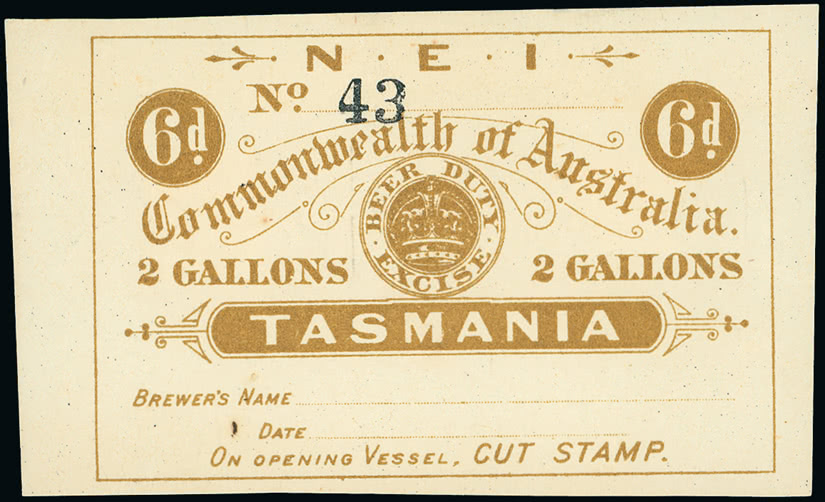 N · E · I
No. 43
6d. 6d.
Commonwealth of Australia.
BEER DUTY
EXCISE
2 GALLONS 2 GALLONS
TASMANIA
BREWER'S NAME
DATE
ON OPENING VESSEL, CUT STAMP.